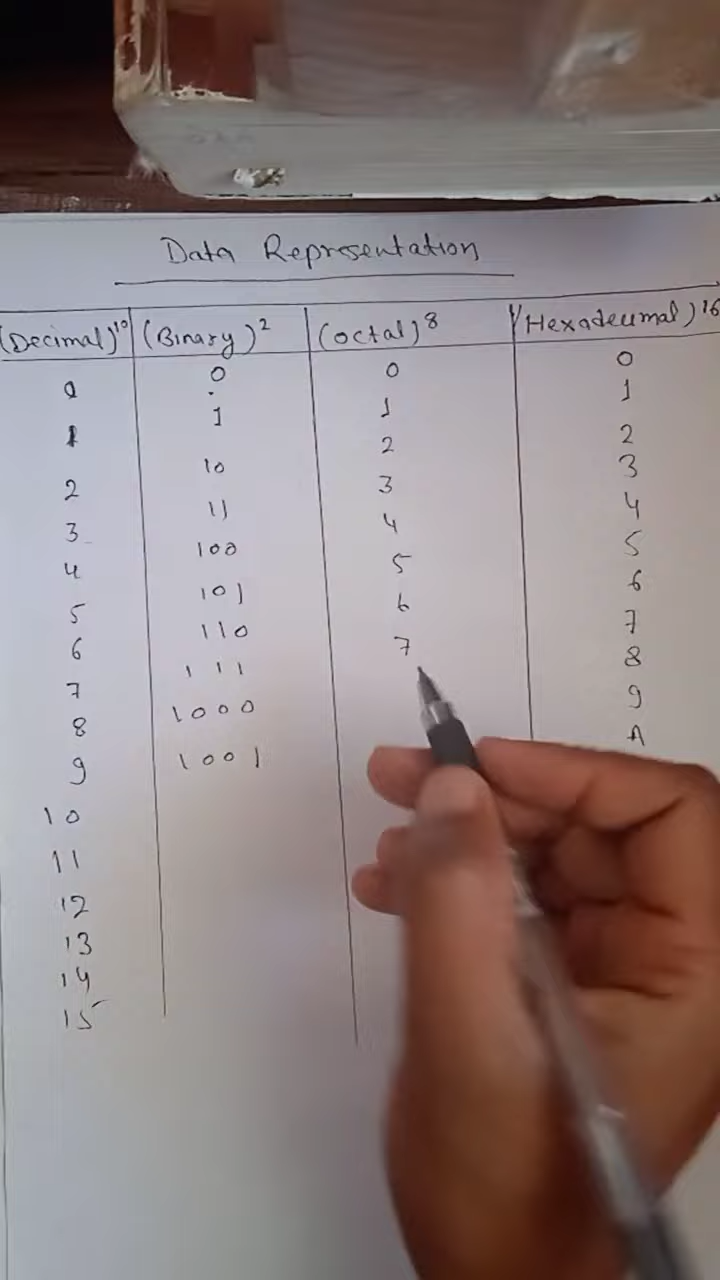 Data Representation
(Decimal)10 (Binary)2 (octal)8 (Hexadecimal)16
0 0 0 0
1 1 1 1
2 10 2 2
3 11 3 3
4 100 4 4
5 101 5 5
6 110 6 6
7 111 7 7
8 1000 8
9 1001 9
10 A
11
12
13
14
15